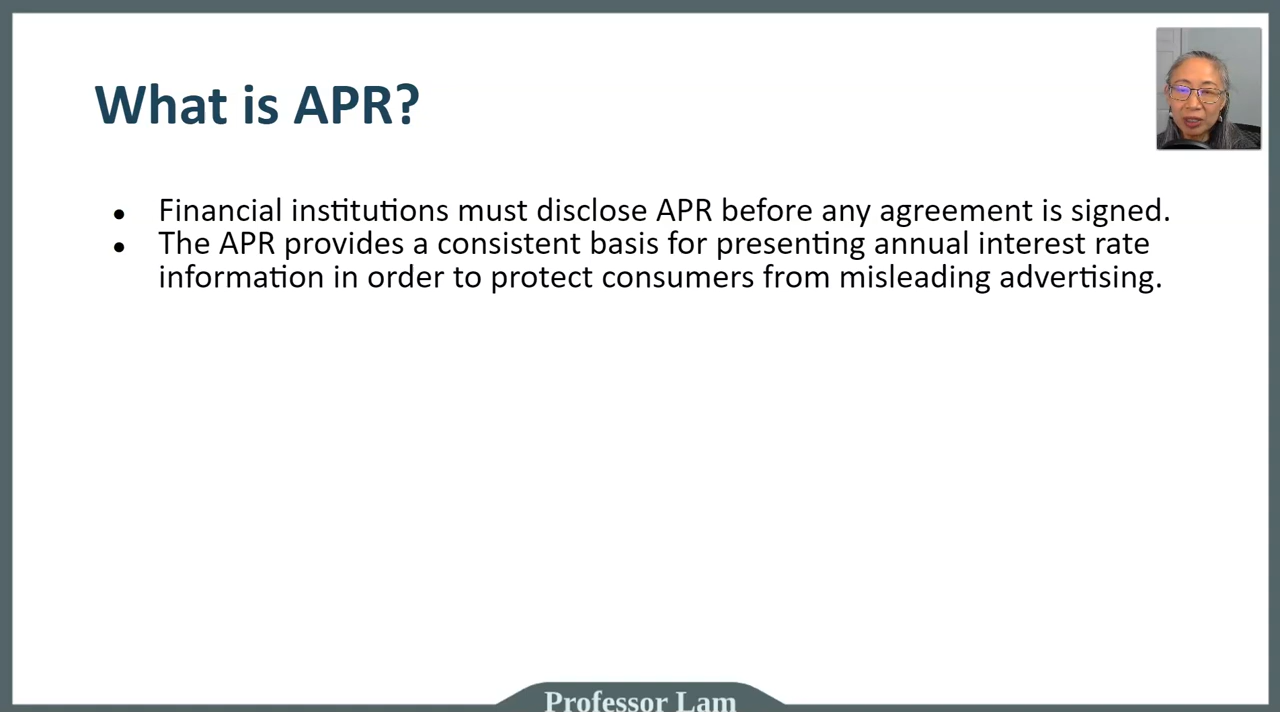 What is APR?
• Financial institutions must disclose APR before any agreement is signed.
• The APR provides a consistent basis for presenting annual interest rate
information in order to protect consumers from misleading advertising.
Professor Lam